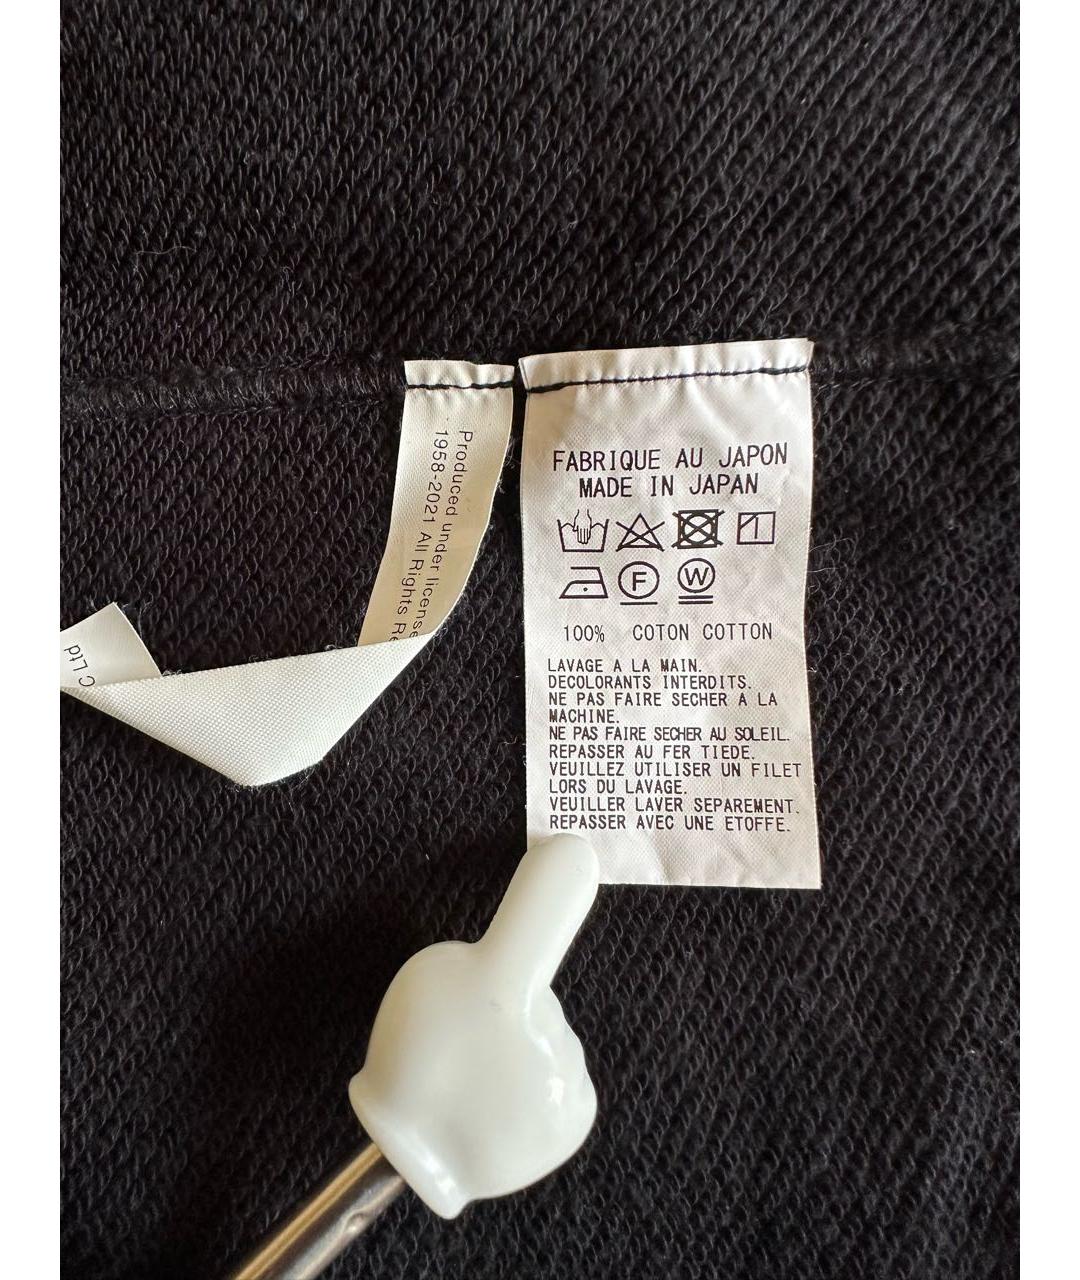 Produced under license
1958-2021 All Rights
C Ltd
FABRIQUE AU JAPON
MADE IN JAPAN
F W
100% COTON COTTON
LAVAGE A LA MAIN.
DECOLORANTS INTERDITS.
NE PAS FAIRE SECHER A LA
MACHINE.
NE PAS FAIRE SECHER AU SOLEIL.
REPASSER AU FER TIEDE.
VEUILLEZ UTILISER UN FILET
LORS DU LAVAGE.
VEUILLER LAVER SEPAREMENT.
REPASSER AVEC UNE ETOFFE.